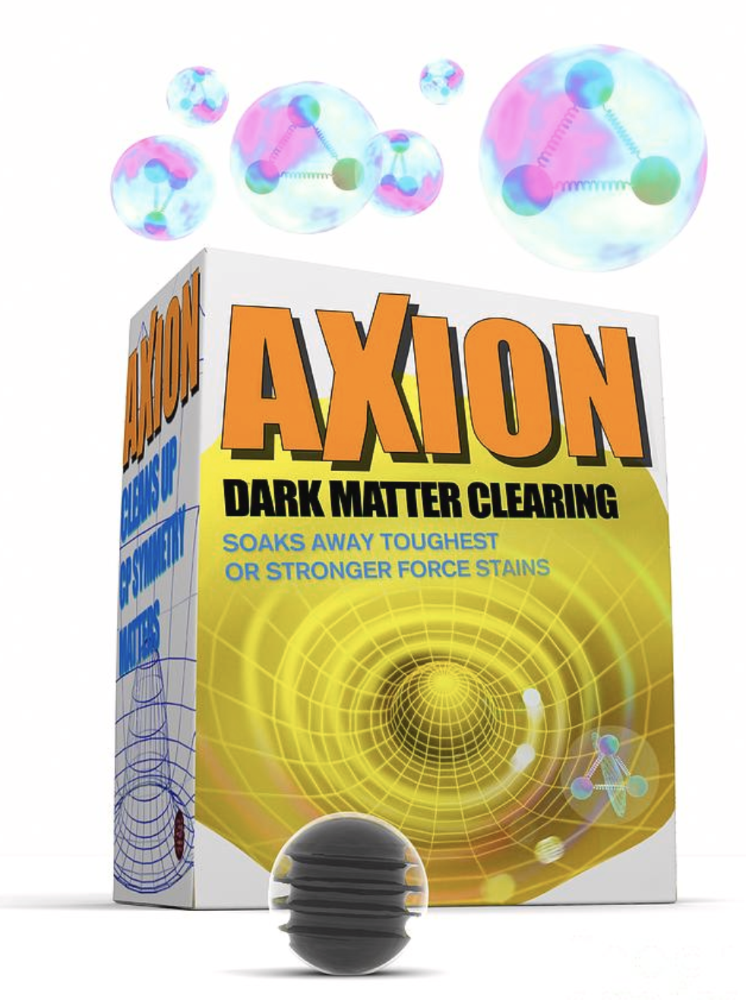 AXION
DARK MATTER CLEARING
SOAKS AWAY TOUGHEST
OR STRONGER FORCE STAINS
AXION
CLEANS UP
CP SYMMETRY
MATTERS